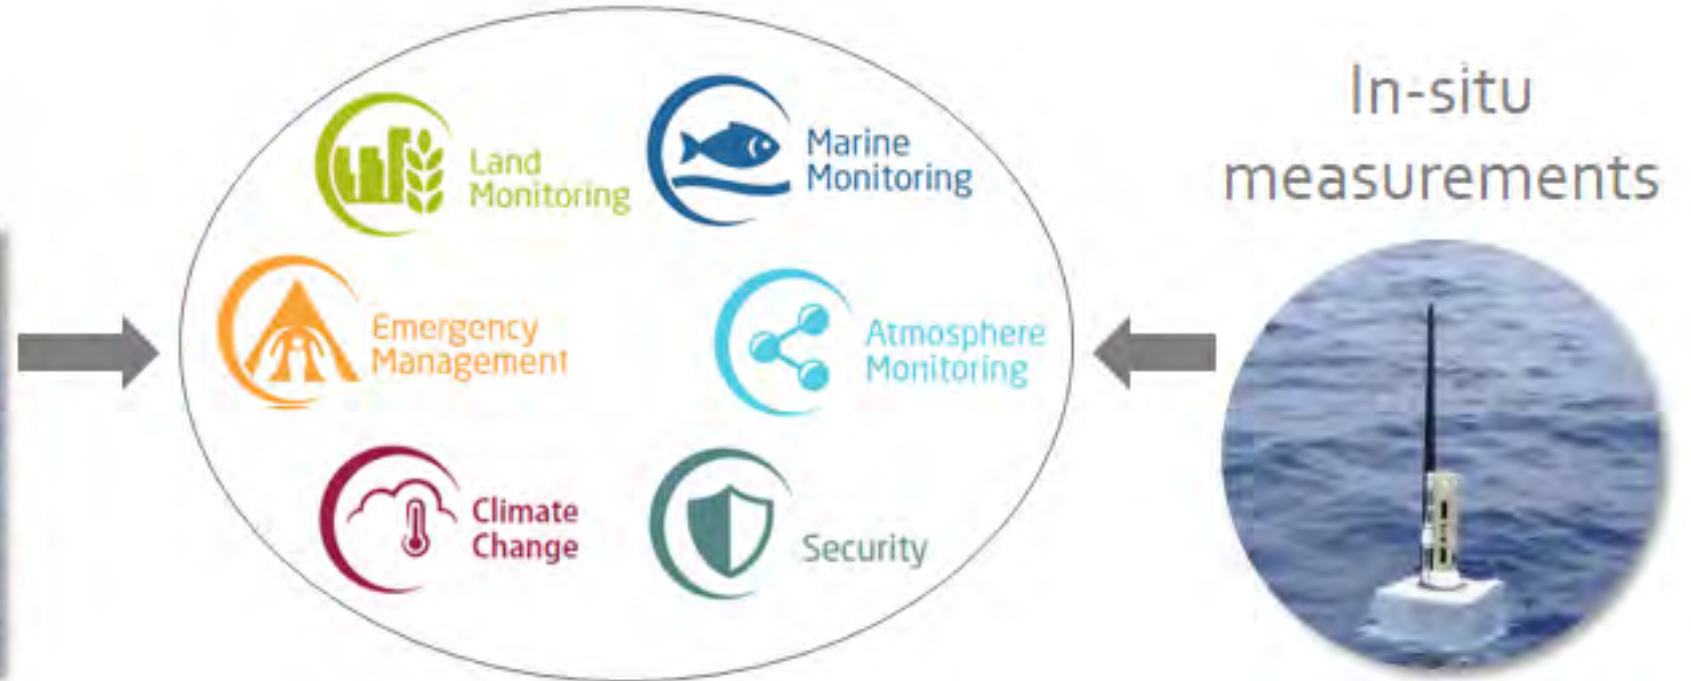 In-situ
measurements
Land
Monitoring
Marine
Monitoring
Emergency
Management
Atmosphere
Monitoring
Climate
Change
Security